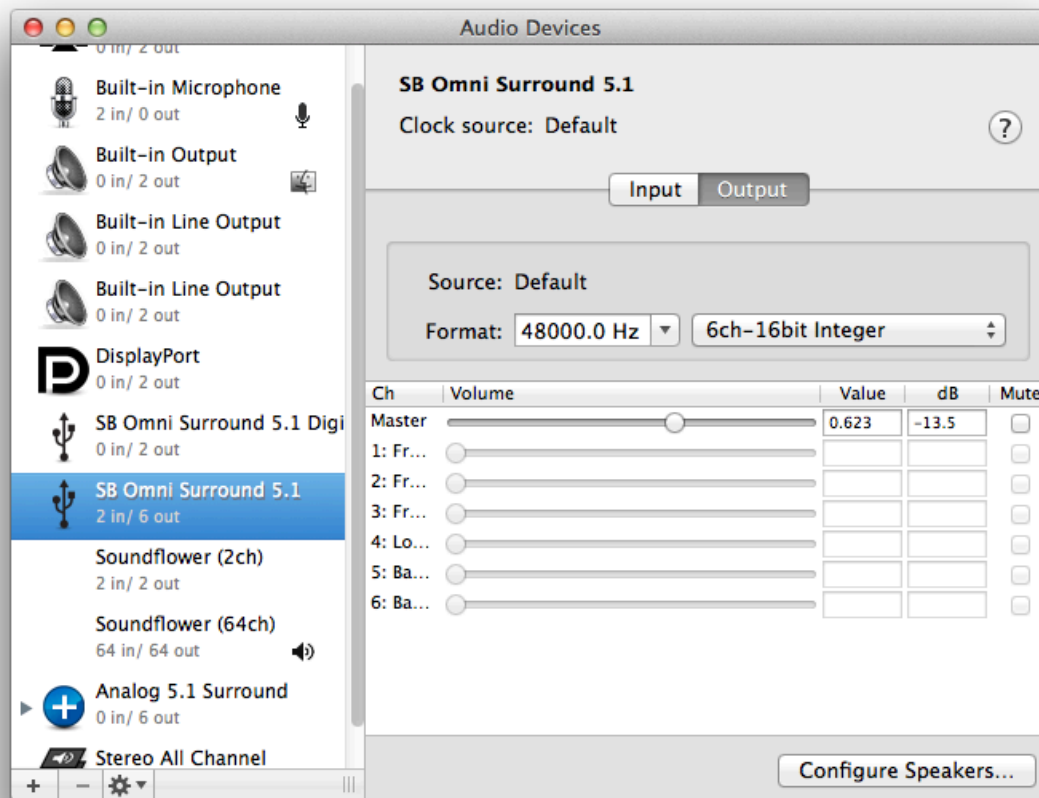 Audio Devices
0 in/ 2 out
Built-in Microphone
2 in/ 0 out
Built-in Output
0 in/ 2 out
Built-in Line Output
0 in/ 2 out
Built-in Line Output
0 in/ 2 out
DisplayPort
0 in/ 2 out
SB Omni Surround 5.1 Digi
0 in/ 2 out
SB Omni Surround 5.1
2 in/ 6 out
Soundflower (2ch)
2 in/ 2 out
Soundflower (64ch)
64 in/ 64 out
Analog 5.1 Surround
0 in/ 6 out
Stereo All Channel
SB Omni Surround 5.1
Clock source: Default
?
Input Output
Source: Default
Format: 48000.0 Hz 6ch-16bit Integer
Ch Volume Value dB Mute
Master 0.623 -13.5
1: Fr...
2: Fr...
3: Fr...
4: Lo...
5: Ba...
6: Ba...
Configure Speakers...